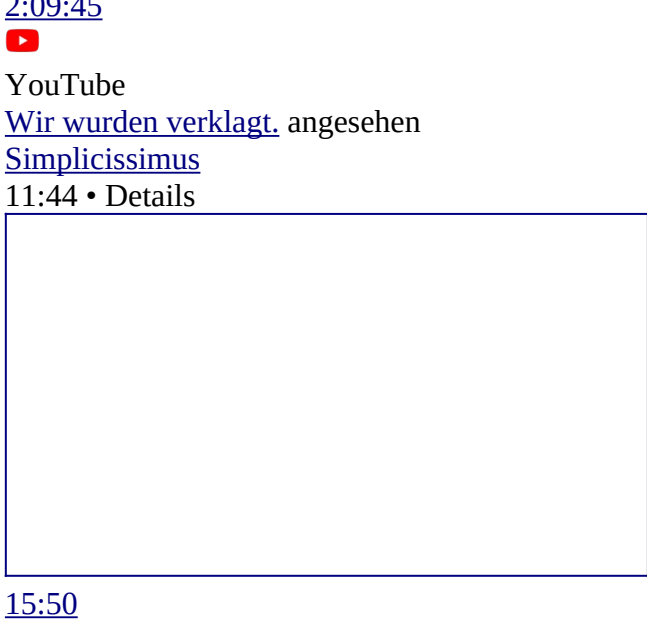 2:09:45
YouTube
Wir wurden verklagt. angesehen
Simplicissimus
11:44 • Details
15:50